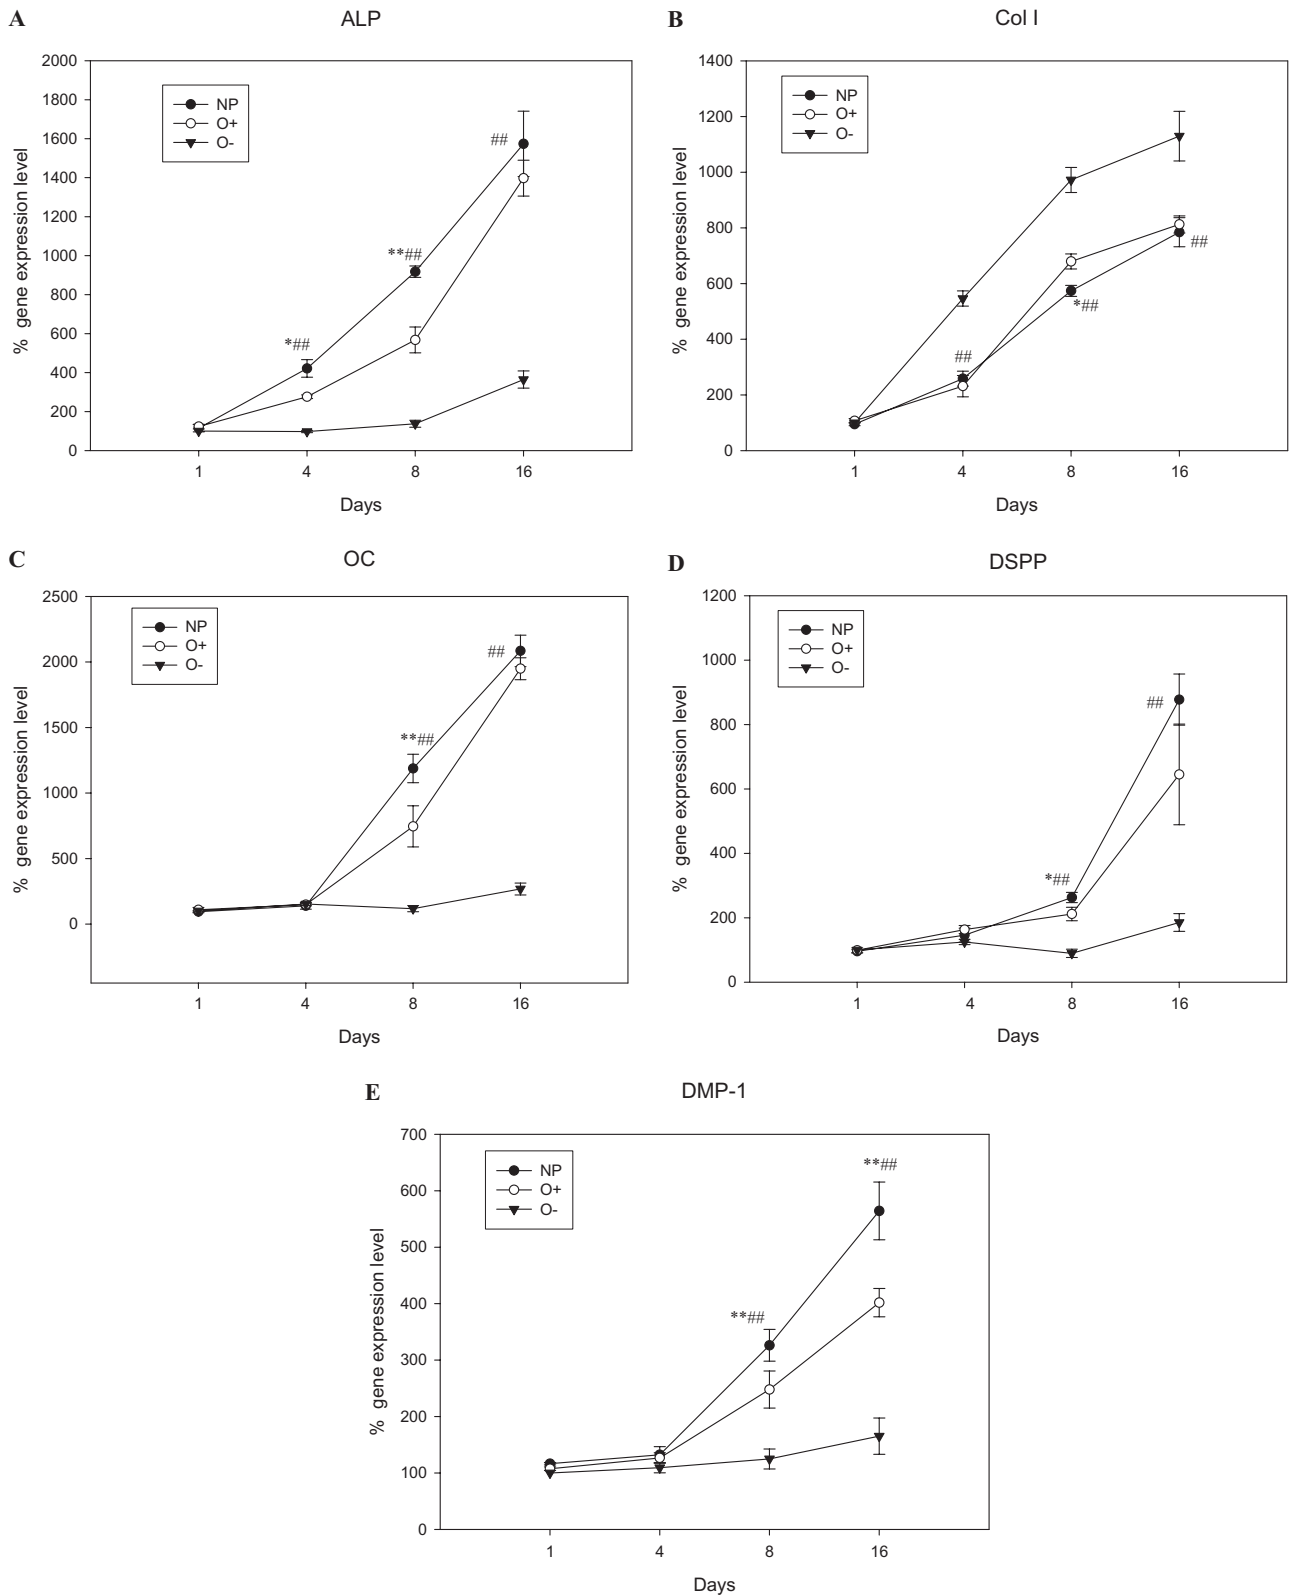 A
ALP
% gene expression level
2000
1800
1600
1400
1200
1000
800
600
400
200
0
NP
O+
O-
*##
**##
##
1 4 8 16
Days
B
Col I
% gene expression level
1400
1200
1000
800
600
400
200
0
NP
O+
O-
##
*##
##
1 4 8 16
Days
C
OC
% gene expression level
2500
2000
1500
1000
500
0
NP
O+
O-
**##
##
1 4 8 16
Days
D
DSPP
% gene expression level
1200
1000
800
600
400
200
0
NP
O+
O-
*##
##
1 4 8 16
Days
E
DMP-1
% gene expression level
700
600
500
400
300
200
100
0
NP
O+
O-
**##
**##
1 4 8 16
Days